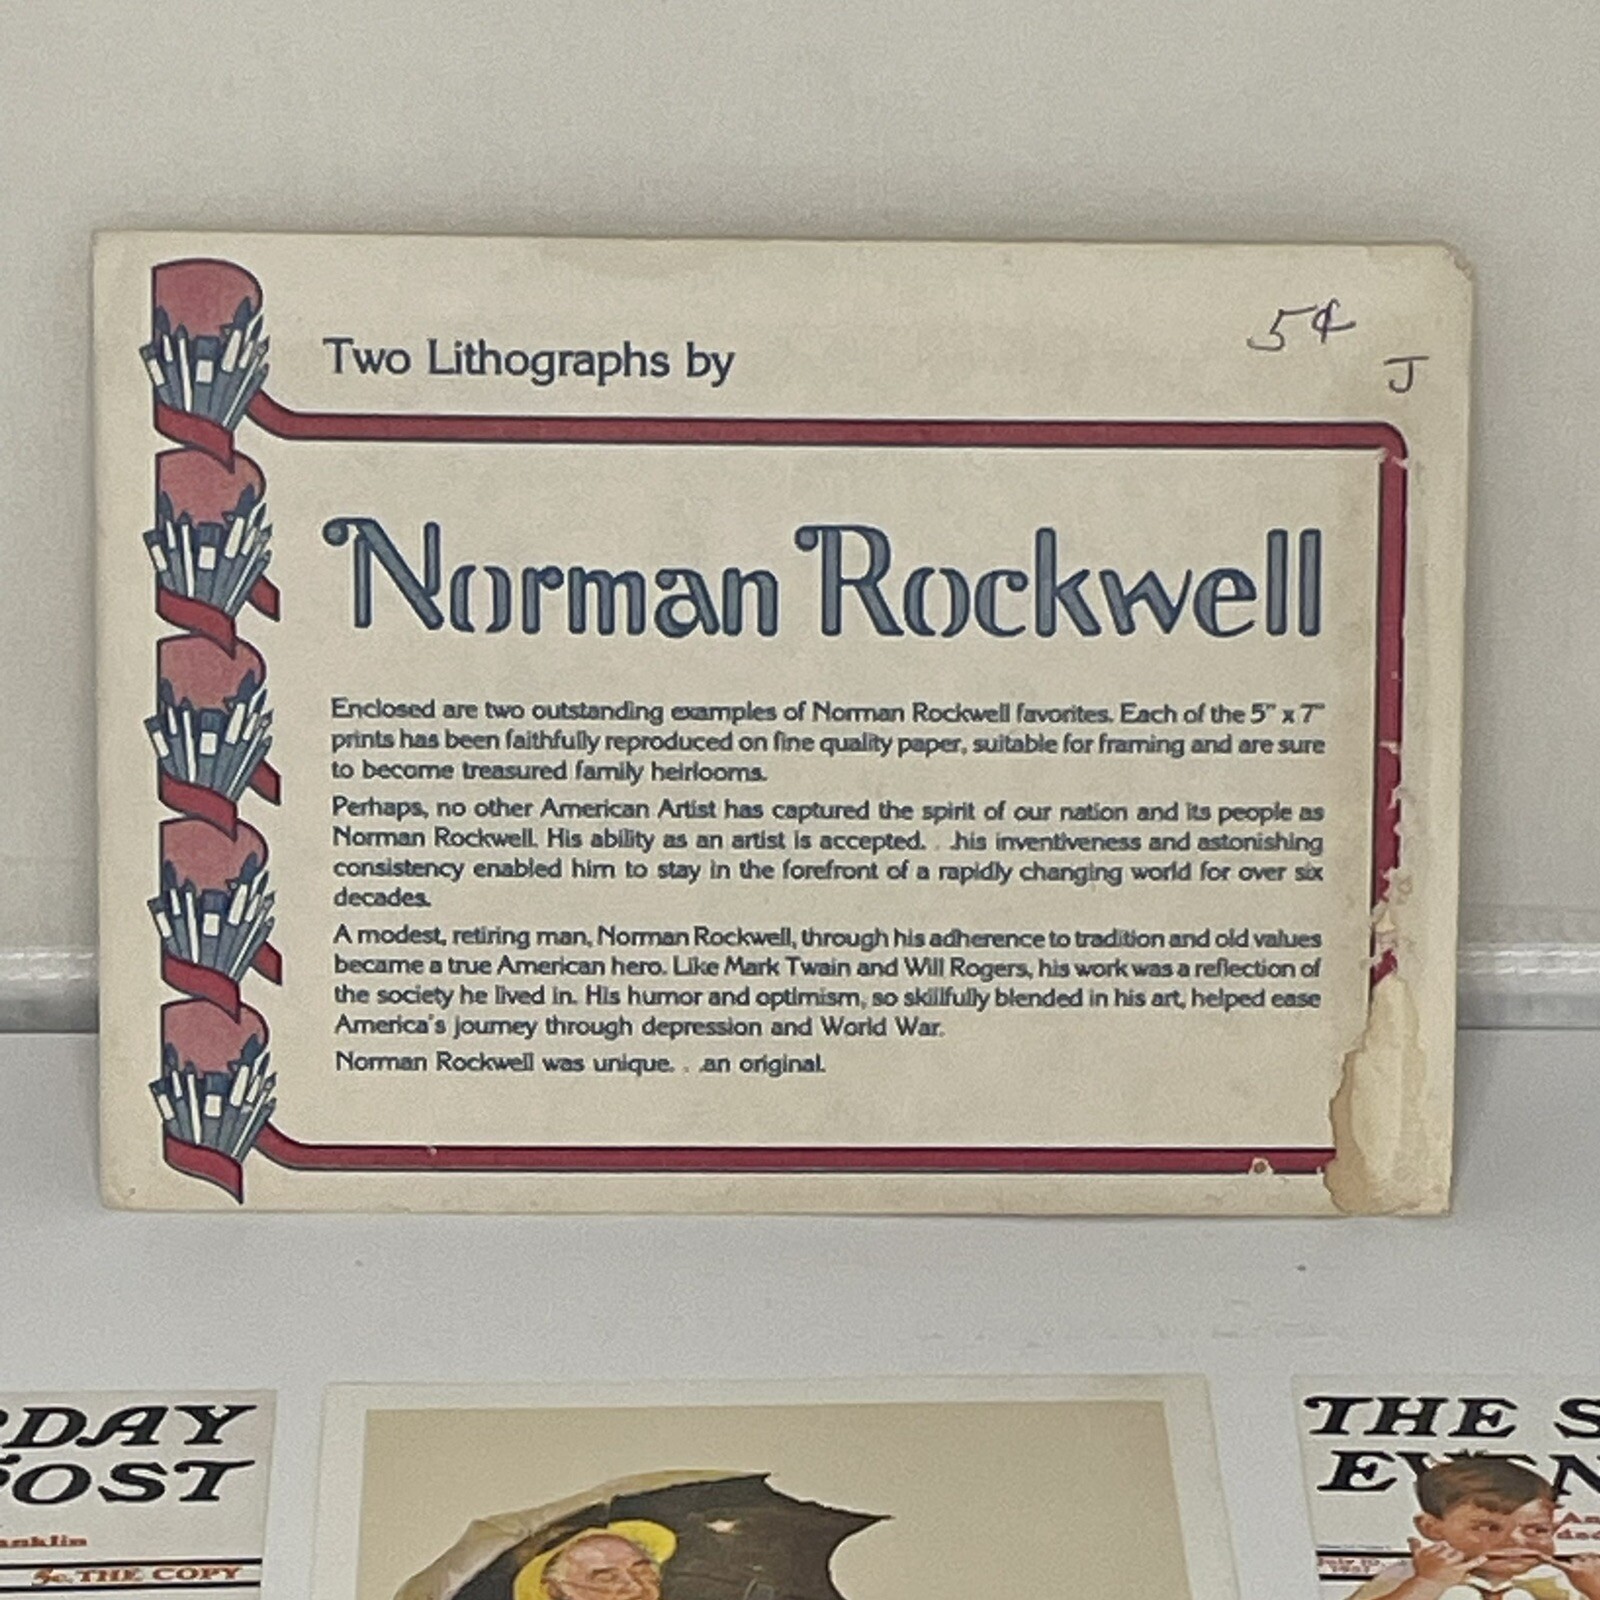 Two Lithographs by
5¢
J
Norman Rockwell
Enclosed are two outstanding examples of Norman Rockwell favorites. Each of the 5" x 7"
prints has been faithfully reproduced on fine quality paper, suitable for framing and are sure
to become treasured family heirlooms.
Perhaps, no other American Artist has captured the spirit of our nation and its people as
Norman Rockwell. His ability as an artist is accepted. . .his inventiveness and astonishing
consistency enabled him to stay in the forefront of a rapidly changing world for over six
decades.
A modest, retiring man, Norman Rockwell, through his adherence to tradition and old values
became a true American hero. Like Mark Twain and Will Rogers, his work was a reflection of
the society he lived in. His humor and optimism, so skillfully blended in his art, helped ease
America's journey through depression and World War.
Norman Rockwell was unique. . .an original.
RDAY
POST
anklin
5c. THE COPY
THE S
EVEN
An